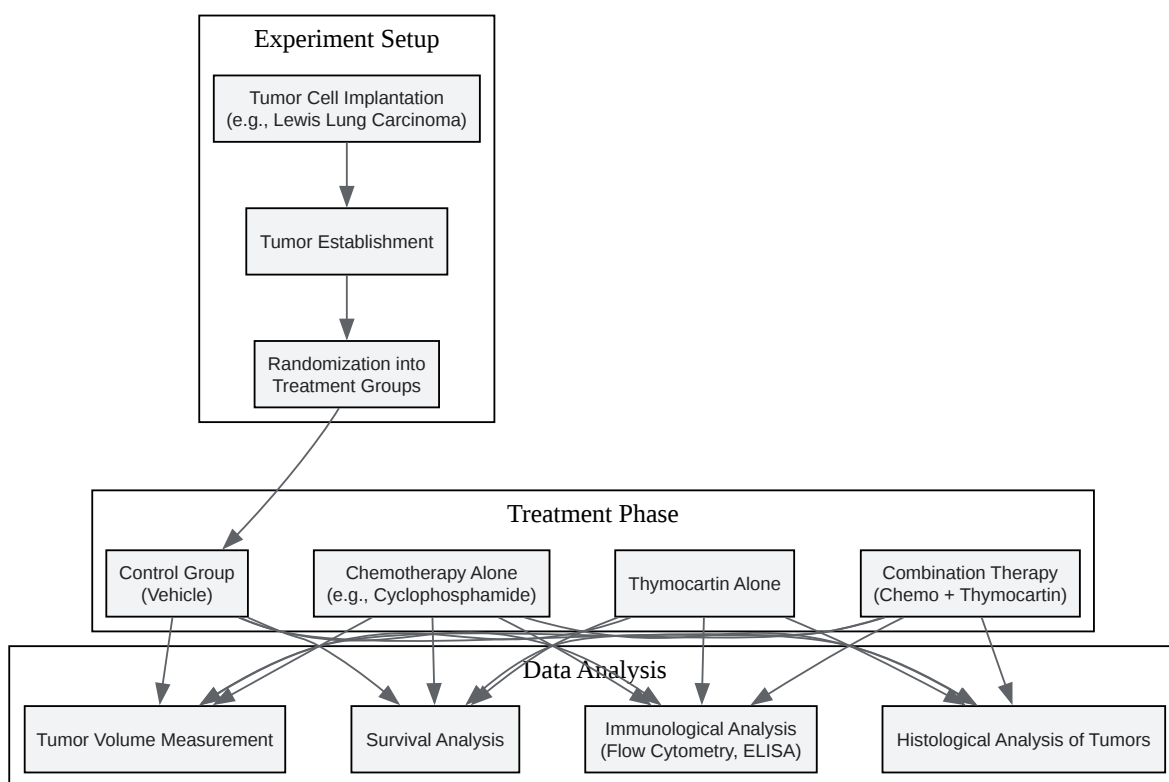 Experiment Setup
Tumor Cell Implantation
(e.g., Lewis Lung Carcinoma)
Tumor Establishment
Randomization into
Treatment Groups
Treatment Phase
Control Group
(Vehicle)
Chemotherapy Alone
(e.g., Cyclophosphamide)
Thymocartin Alone
Combination Therapy
(Chemo + Thymocartin)
Data Analysis
Tumor Volume Measurement
Survival Analysis
Immunological Analysis
(Flow Cytometry, ELISA)
Histological Analysis of Tumors